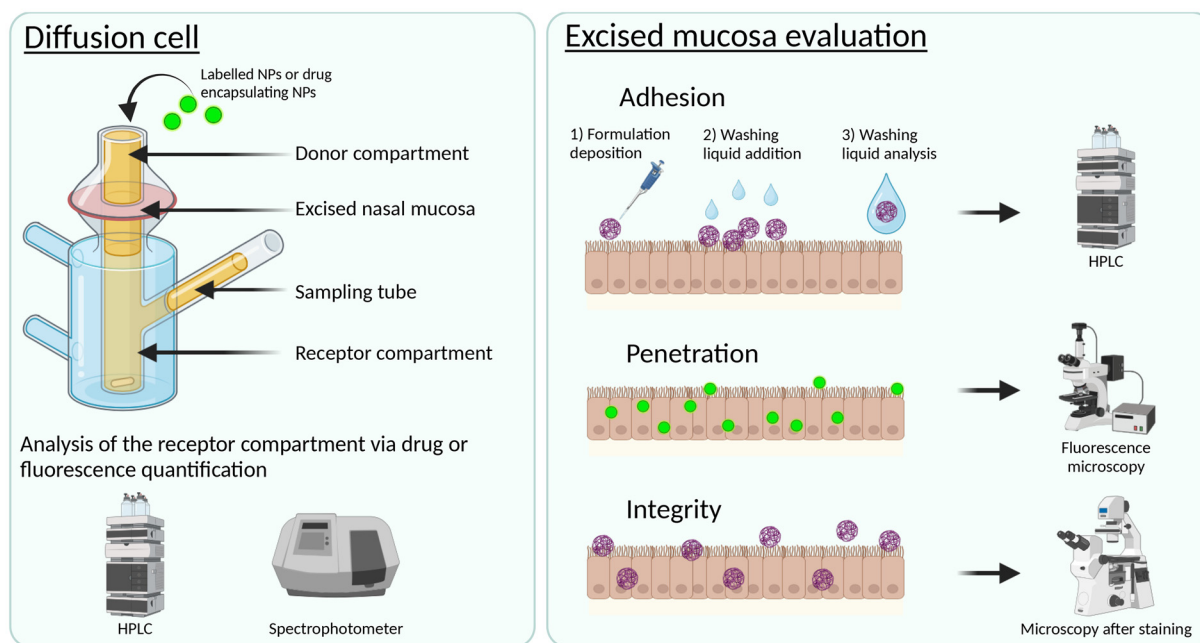 Diffusion cell
Labelled NPs or drug
encapsulating NPs
Donor compartment
Excised nasal mucosa
Sampling tube
Receptor compartment
Analysis of the receptor compartment via drug or
fluorescence quantification
HPLC
Spectrophotometer
Excised mucosa evaluation
Adhesion
1) Formulation
deposition
2) Washing
liquid addition
3) Washing
liquid analysis
HPLC
Penetration
Fluorescence
microscopy
Integrity
Microscopy after staining